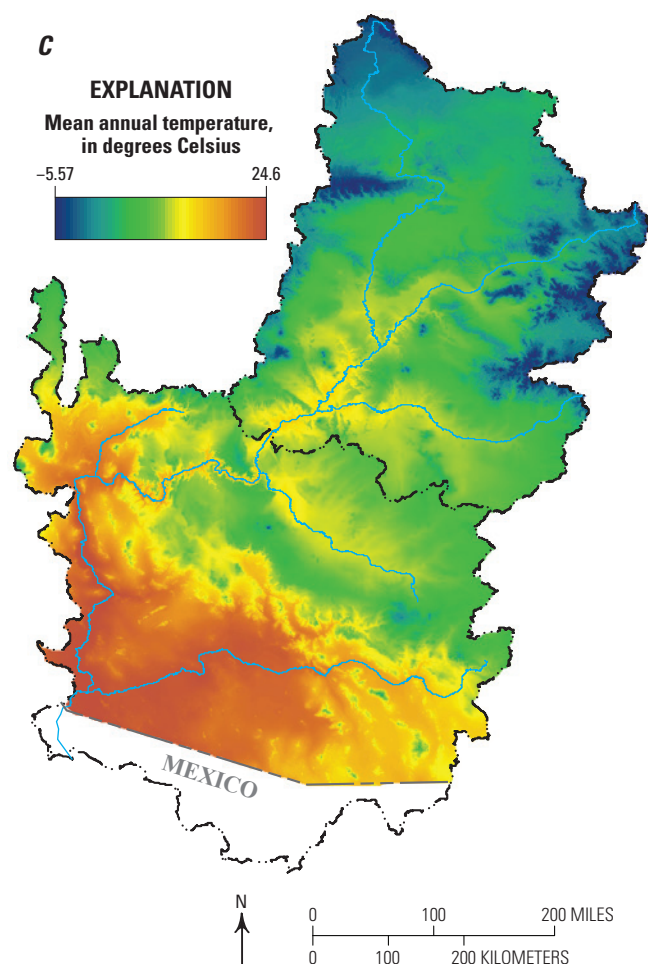 C
EXPLANATION
Mean annual temperature,
in degrees Celsius
–5.57 24.6
MEXICO
N
0 100 200 MILES
0 100 200 KILOMETERS